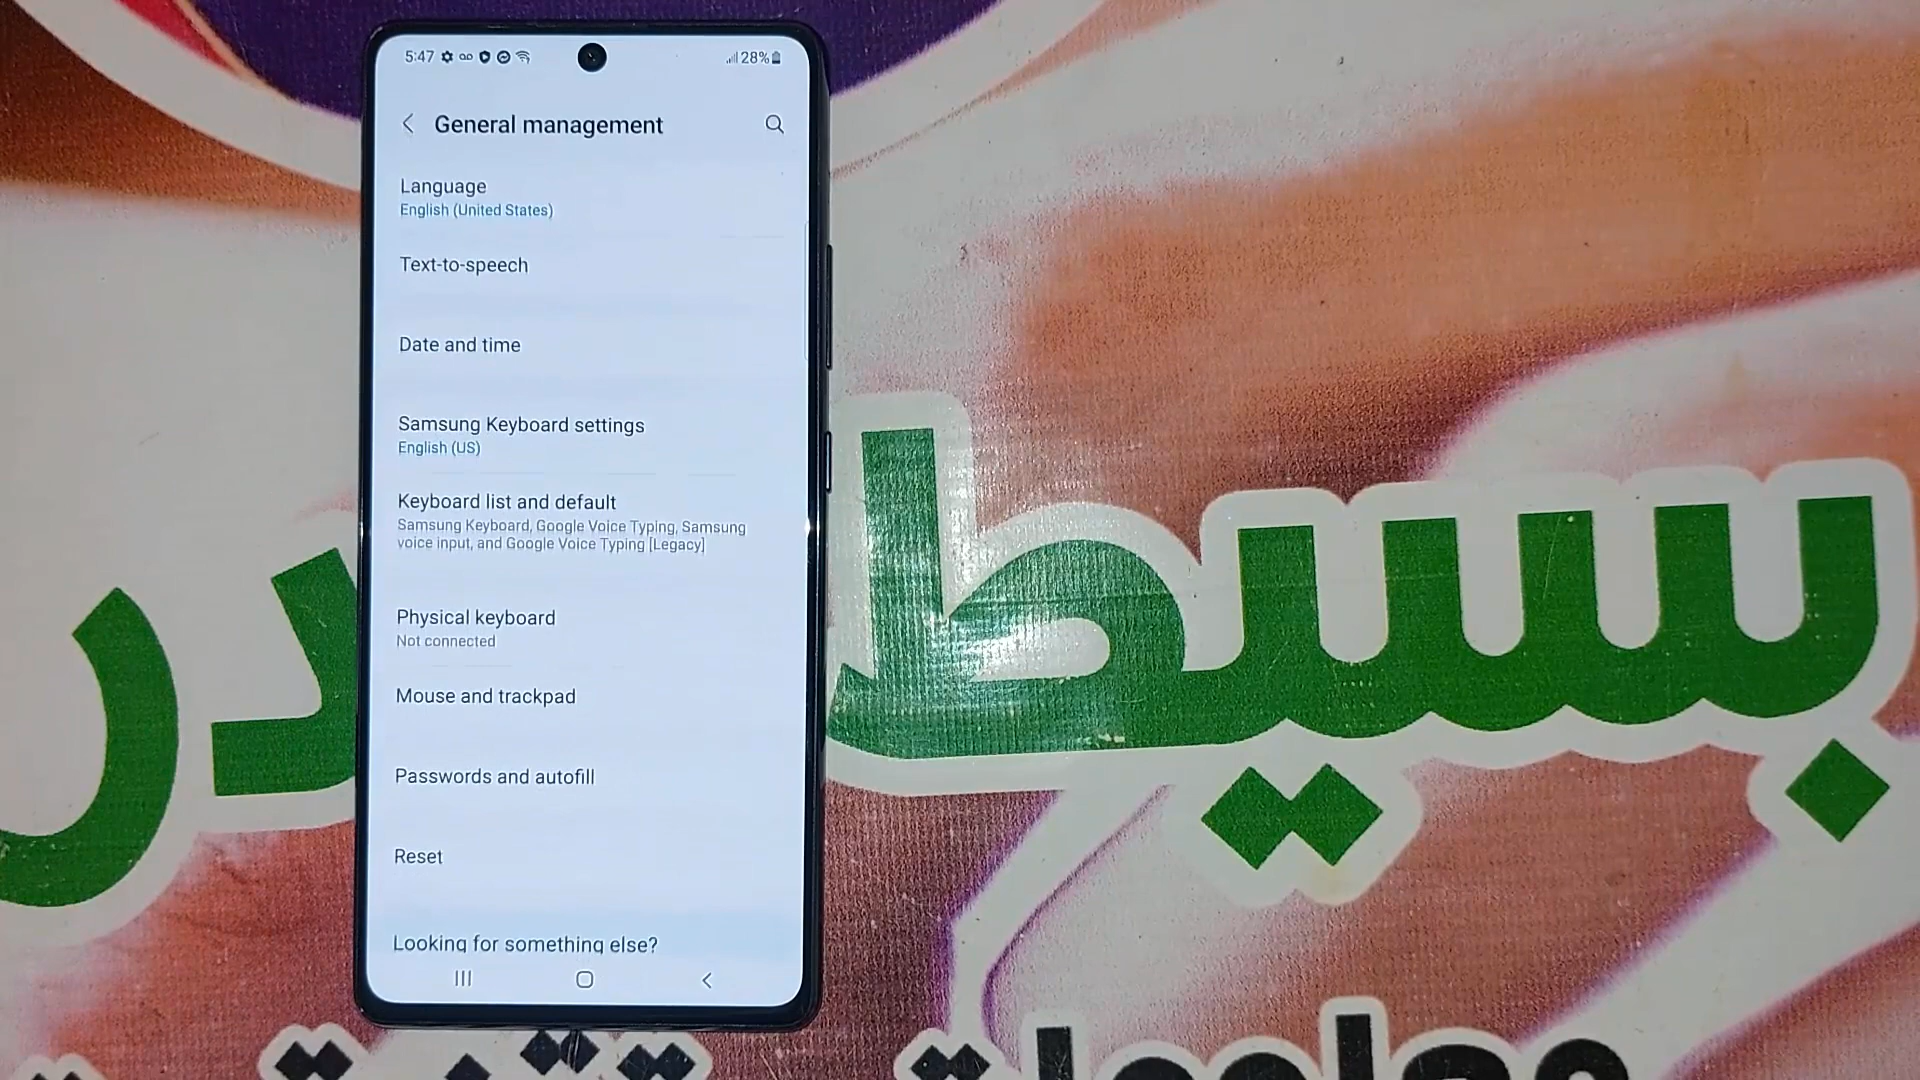 5:47
28%
General management
Language
English (United States)
Text-to-speech
Date and time
Samsung Keyboard settings
English (US)
Keyboard list and default
Samsung Keyboard, Google Voice Typing, Samsung
voice input, and Google Voice Typing [Legacy]
Physical keyboard
Not connected
Mouse and trackpad
Passwords and autofill
Reset
Looking for something else?
بسيط